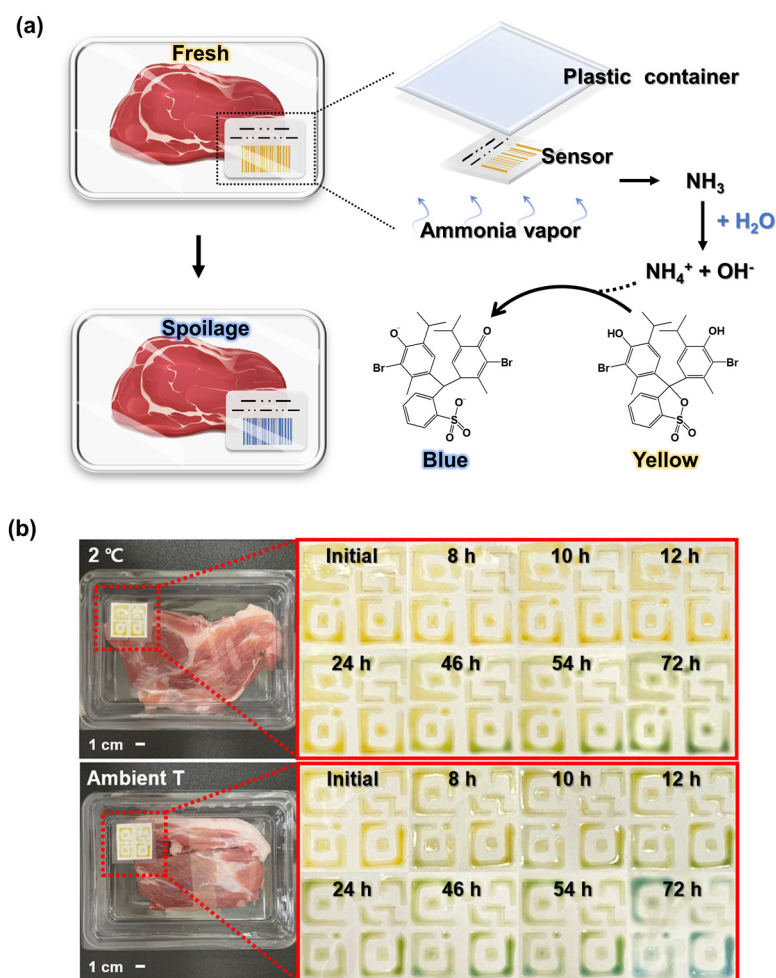 (a)
Fresh
Plastic container
Sensor
Ammonia vapor
NH₃
+ H₂O
NH₄⁺ + OH⁻
Spoilage
O⁻
O
Br
Br
O⁻
S
O
O
HO
OH
Br
Br
O
S
O
O
Blue
Yellow
(b)
2 ℃
Initial
8 h
10 h
12 h
24 h
46 h
54 h
72 h
1 cm
Ambient T
Initial
8 h
10 h
12 h
24 h
46 h
54 h
72 h
1 cm